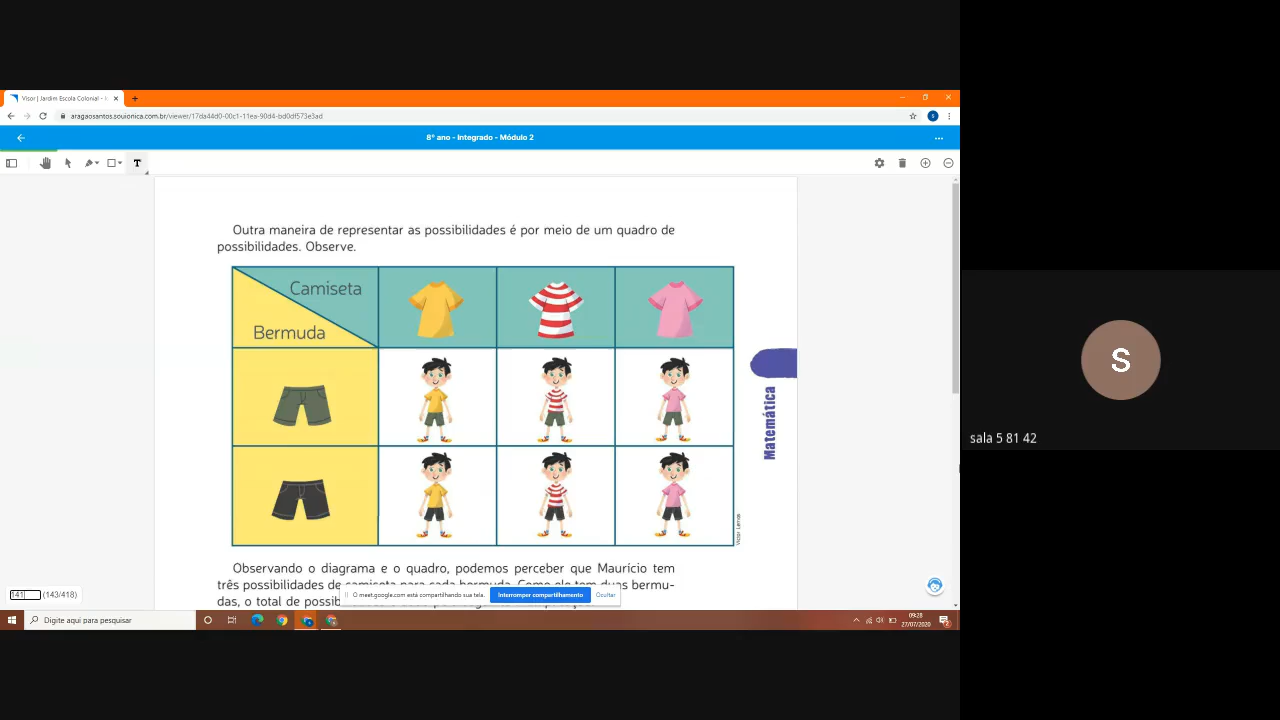 Visor | Jardim Escola Colonial - I
aragaosantos.souionica.com.br/viewer/17da44d0-00c1-11ea-90d4-bd0df573e3ad
8º ano - Integrado - Módulo 2
T
Outra maneira de representar as possibilidades é por meio de um quadro de
possibilidades. Observe.
Camiseta
Bermuda
Matemática
S
sala 5 81 42
Observando o diagrama e o quadro, podemos perceber que Maurício tem
três possibilidades de camiseta para cada bermuda. Como ele tem duas bermu-
das, o total de
141 (143/418)
O meet.google.com está compartilhando sua tela.
Interromper compartilhamento
Ocultar
Digite aqui para pesquisar
09:28
27/07/2020